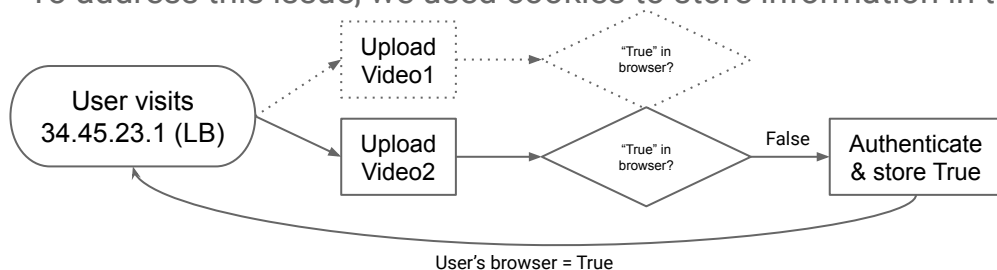 To address this issue, we used cookies to store information in t
User visits
34.45.23.1 (LB)
Upload
Video1
"True" in
browser?
Upload
Video2
"True" in
browser?
False
Authenticate
& store True
User's browser = True